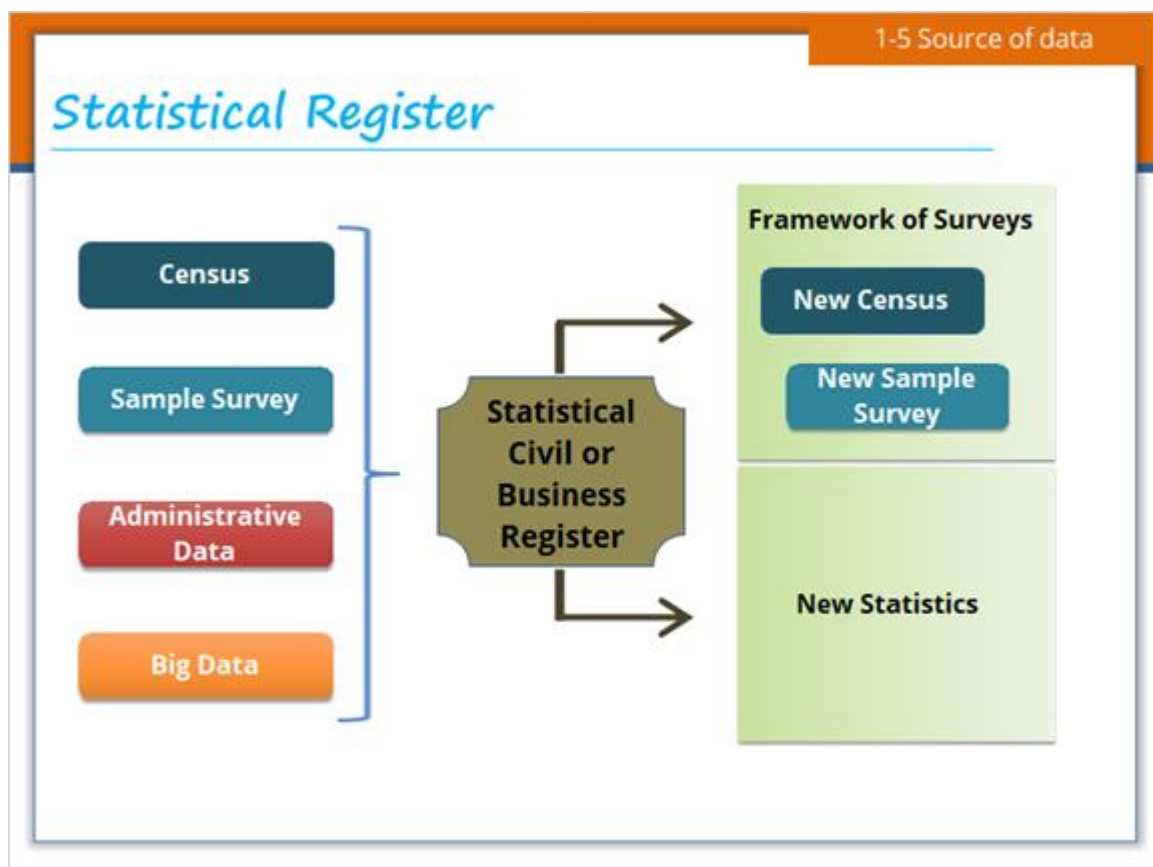 1-5 Source of data
Statistical Register
Census
Sample Survey
Administrative
Data
Big Data
Statistical
Civil or
Business
Register
Framework of Surveys
New Census
New Sample
Survey
New Statistics